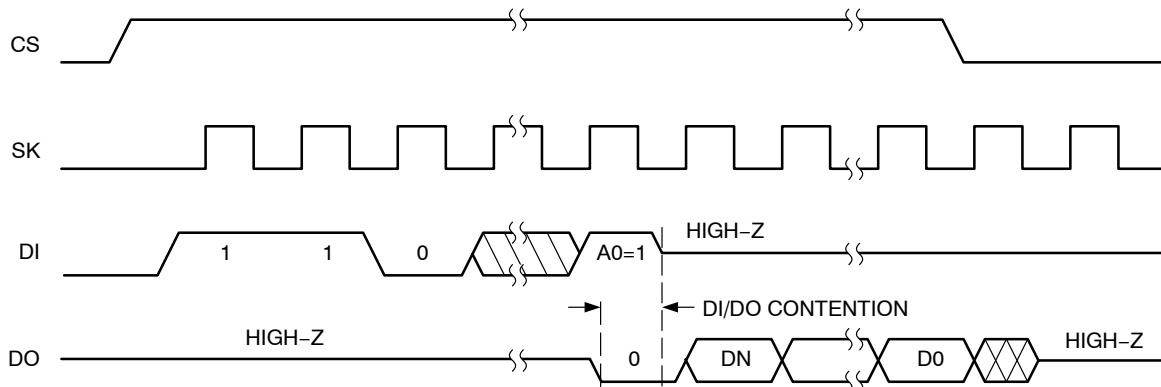 CS
SK
DI 1 1 0 A0=1 HIGH−Z
DI/DO CONTENTION
DO HIGH−Z 0 DN D0 HIGH−Z